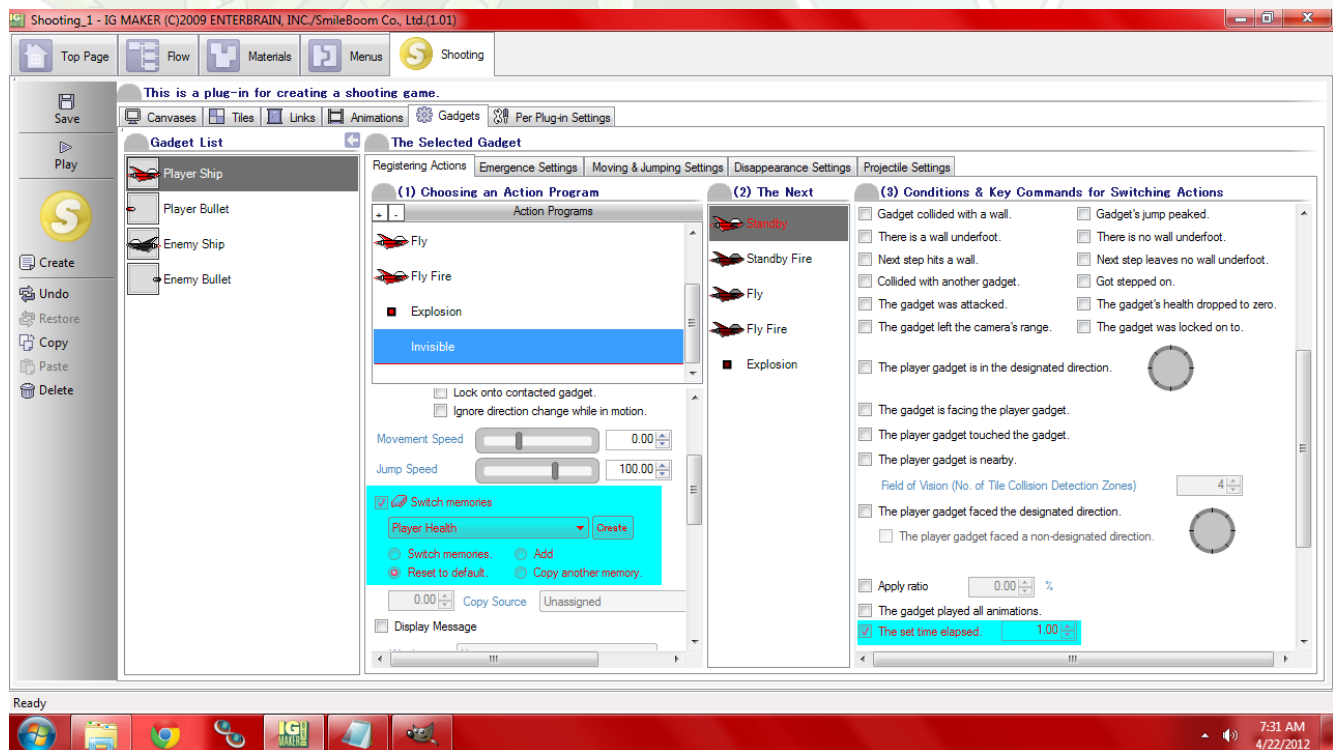 Shooting_1 - IG MAKER (C)2009 ENTERBRAIN, INC./SmileBoom Co., Ltd.(1.01)
Top Page
Flow
Materials
Menus
Shooting
Save
Play
Create
Undo
Restore
Copy
Paste
Delete
This is a plug-in for creating a shooting game.
Canvases
Tiles
Links
Animations
Gadgets
Per Plug-in Settings
Gadget List
Player Ship
Player Bullet
Enemy Ship
Enemy Bullet
The Selected Gadget
Registering Actions
Emergence Settings
Moving & Jumping Settings
Disappearance Settings
Projectile Settings
(1) Choosing an Action Program
+ - Action Programs
Fly
Fly Fire
Explosion
Invisible
Lock onto contacted gadget.
Ignore direction change while in motion.
Movement Speed 0.00
Jump Speed 100.00
Switch memories
Player Health Create
Switch memories. Add
Reset to default. Copy another memory.
0.00 Copy Source Unassigned
Display Message
(2) The Next
Standby
Standby Fire
Fly
Fly Fire
Explosion
(3) Conditions & Key Commands for Switching Actions
Gadget collided with a wall. Gadget's jump peaked.
There is a wall underfoot. There is no wall underfoot.
Next step hits a wall. Next step leaves no wall underfoot.
Collided with another gadget. Got stepped on.
The gadget was attacked. The gadget's health dropped to zero.
The gadget left the camera's range. The gadget was locked on to.
The player gadget is in the designated direction.
The gadget is facing the player gadget.
The player gadget touched the gadget.
The player gadget is nearby.
Field of Vision (No. of Tile Collision Detection Zones) 4
The player gadget faced the designated direction.
The player gadget faced a non-designated direction.
Apply ratio 0.00 %
The gadget played all animations.
The set time elapsed. 1.00
Ready
IG MAKER
7:31 AM
4/22/2012